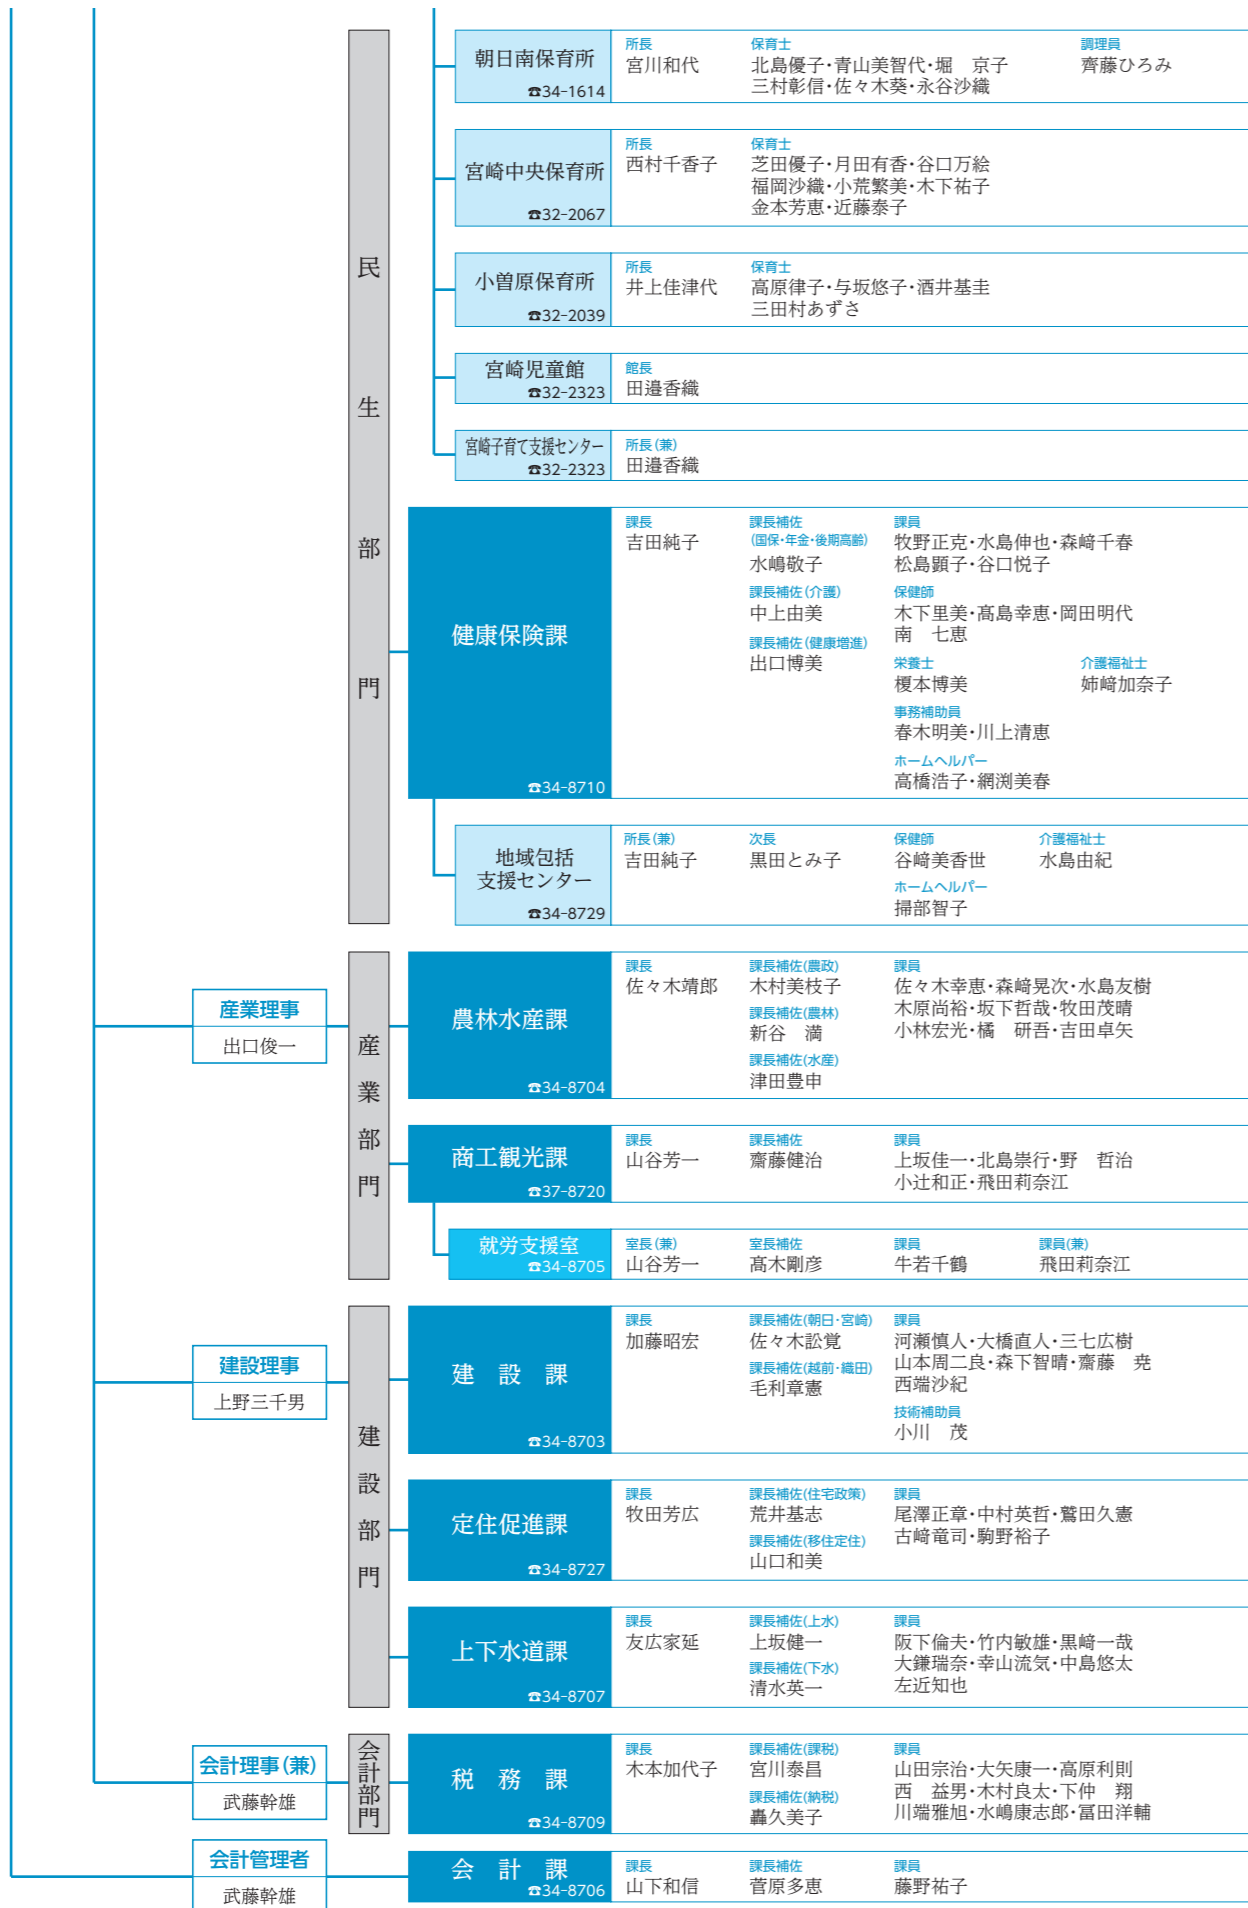 民生部門
朝日南保育所
☎34-1614
所長
宮川和代
保育士
北島優子・青山美智代・堀　京子
三村彰信・佐々木葵・永谷沙織
調理員
齊藤ひろみ
宮崎中央保育所
☎32-2067
所長
西村千香子
保育士
芝田優子・月田有香・谷口万絵
福岡沙織・小荒繁美・木下祐子
金本芳恵・近藤泰子
小曽原保育所
☎32-2039
所長
井上佳津代
保育士
高原律子・与坂悠子・酒井基圭
三田村あずさ
宮崎児童館
☎32-2323
館長
田邉香織
宮崎子育て支援センター
☎32-2323
所長（兼）
田邉香織
健康保険課
☎34-8710
課長
吉田純子
課長補佐
（国保・年金・後期高齢）
水嶋敬子
課長補佐（介護）
中上由美
課長補佐（健康増進）
出口博美
課員
牧野正克・水島伸也・森﨑千春
松島顕子・谷口悦子
保健師
木下里美・髙島幸恵・岡田明代
南　七恵
栄養士
榎本博美
介護福祉士
姉﨑加奈子
事務補助員
春木明美・川上清恵
ホームヘルパー
高橋浩子・網渕美春
地域包括
支援センター
☎34-8729
所長（兼）
吉田純子
次長
黒田とみ子
保健師
谷﨑美香世
介護福祉士
水島由紀
ホームヘルパー
掃部智子
産業理事
出口俊一
産業部門
農林水産課
☎34-8704
課長
佐々木靖郎
課長補佐(農政)
木村美枝子
課長補佐(農林)
新谷　満
課長補佐(水産)
津田豊申
課員
佐々木幸恵・森﨑晃次・水島友樹
木原尚裕・坂下哲哉・牧田茂晴
小林宏光・橘　研吾・吉田卓矢
商工観光課
☎37-8720
課長
山谷芳一
課長補佐
齋藤健治
課員
上坂佳一・北島崇行・野　哲治
小辻和正・飛田莉奈江
就労支援室
☎34-8705
室長（兼）
山谷芳一
室長補佐
髙木剛彦
課員
牛若千鶴
課員(兼)
飛田莉奈江
建設理事
上野三千男
建設部門
建設課
☎34-8703
課長
加藤昭宏
課長補佐(朝日・宮崎)
佐々木訟覚
課長補佐(越前・織田)
毛利章憲
課員
河瀬慎人・大橋直人・三七広樹
山本周二良・森下智晴・齋藤　尭
西端沙紀
技術補助員
小川　茂
定住促進課
☎34-8727
課長
牧田芳広
課長補佐(住宅政策)
荒井基志
課長補佐(移住定住)
山口和美
課員
尾澤正章・中村英哲・鷲田久憲
古﨑竜司・駒野裕子
上下水道課
☎34-8707
課長
友広家延
課長補佐(上水)
上坂健一
課長補佐(下水)
清水英一
課員
阪下倫夫・竹内敏雄・黒﨑一哉
大鎌瑞奈・幸山流気・中島悠太
左近知也
会計理事（兼）
武藤幹雄
会計部門
税務課
☎34-8709
課長
木本加代子
課長補佐(課税)
宮川泰昌
課長補佐(納税)
轟久美子
課員
山田宗治・大矢康一・高原利則
西　益男・木村良太・下仲　翔
川端雅旭・水嶋康志郎・冨田洋輔
会計管理者
武藤幹雄
会計課
☎34-8706
課長
山下和信
課長補佐
菅原多恵
課員
藤野祐子